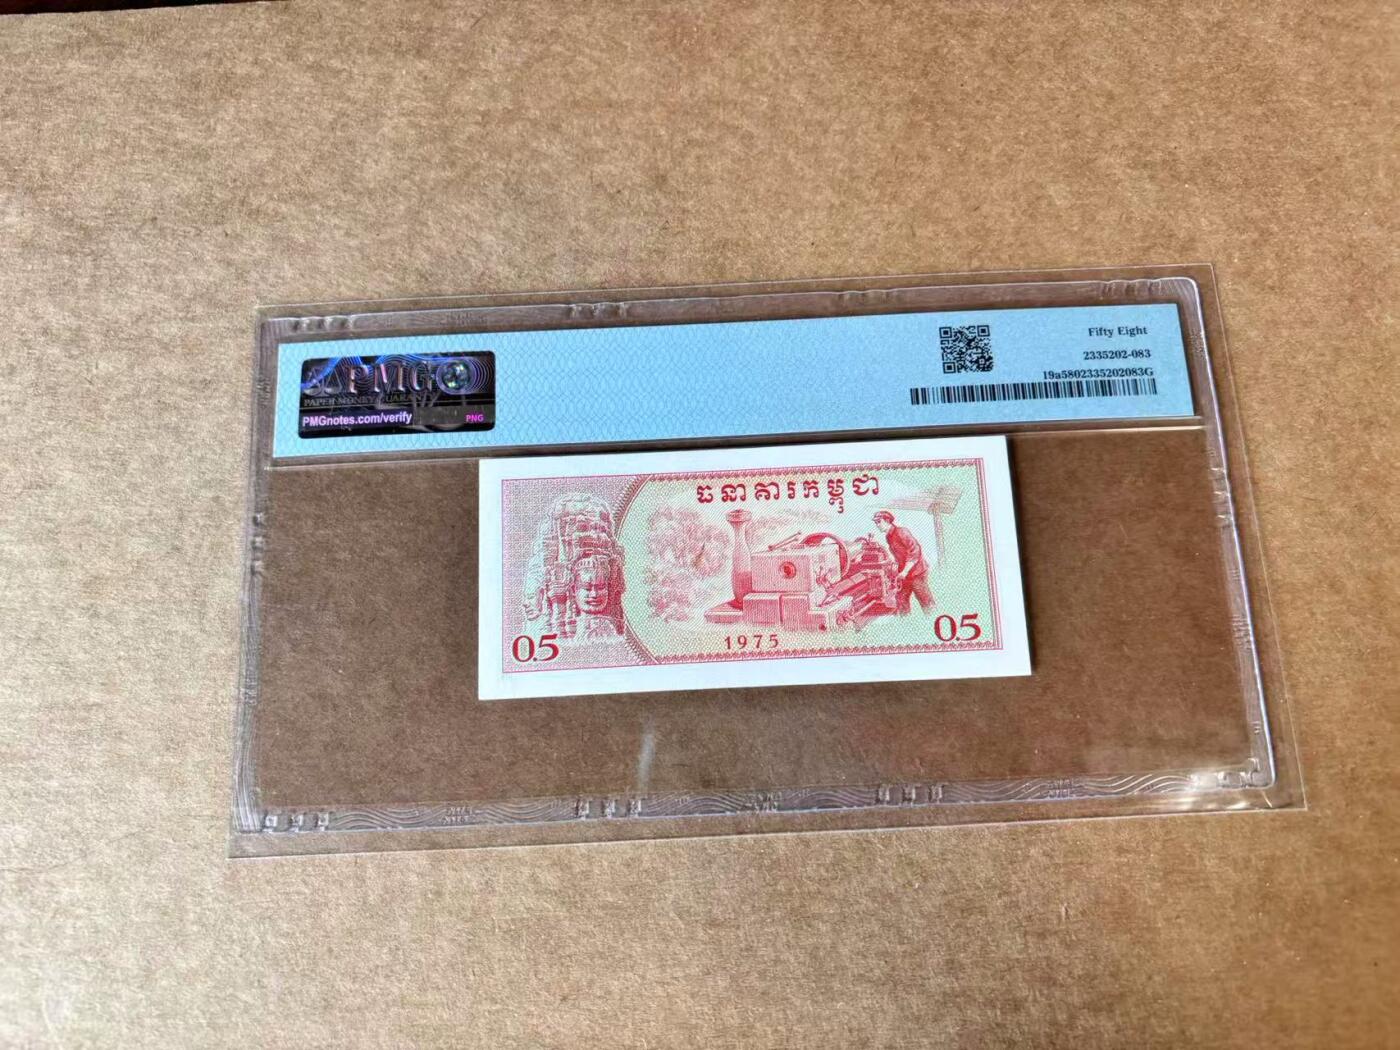 PMG
PAPER MONEY GUARANTY
PMGnotes.com/verify
PNG
Fifty Eight
2335202-083
19a5802335202083G
ធនាគារកម្ពុជា
0.5
1975
0.5